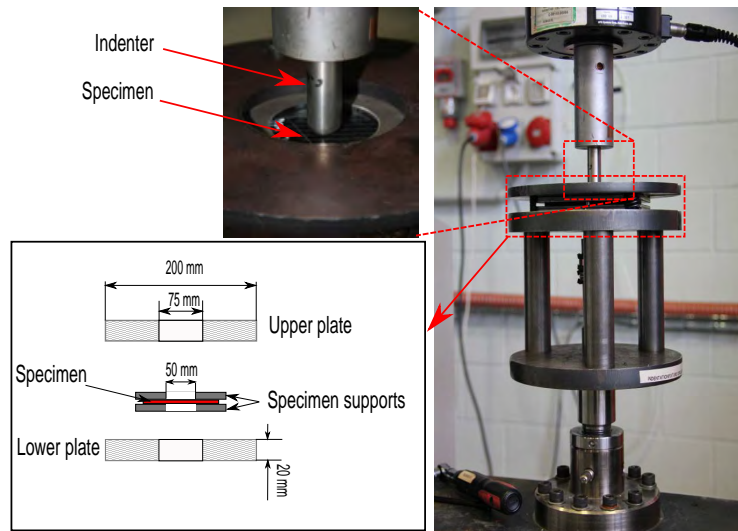 Indenter
Specimen
200 mm
75 mm
Upper plate
50 mm
Specimen
Specimen supports
Lower plate
20 mm